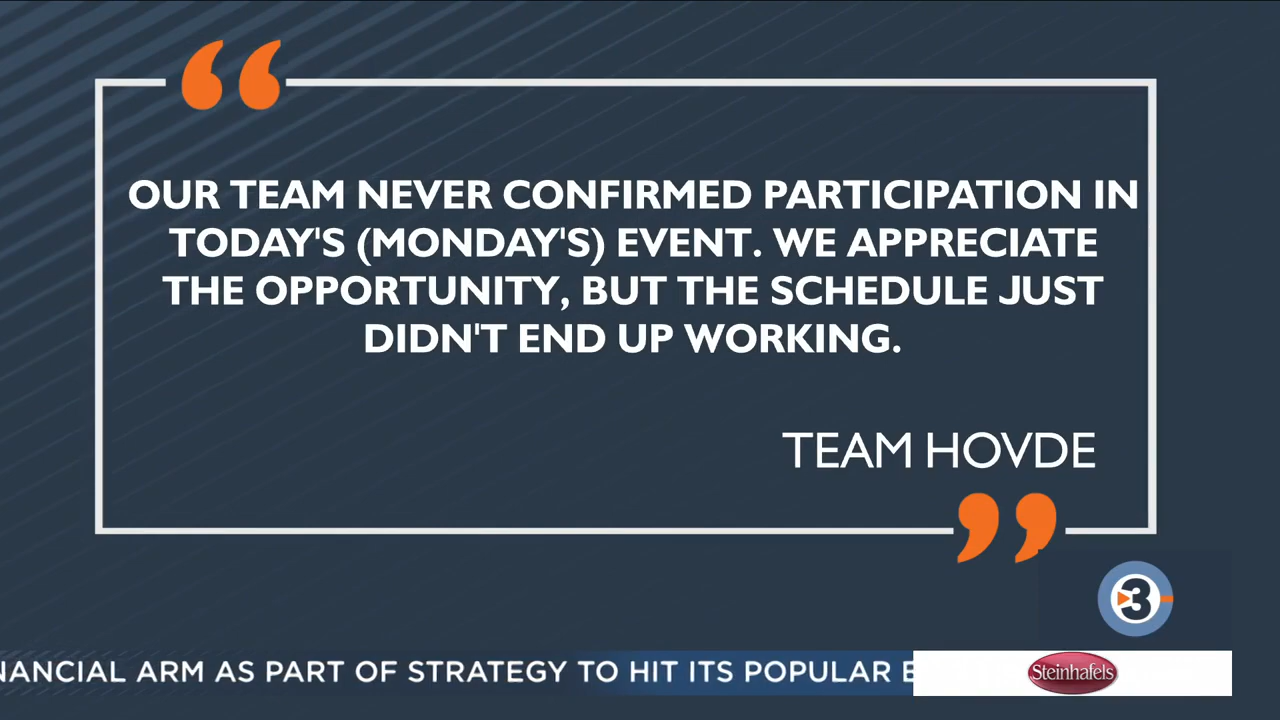 OUR TEAM NEVER CONFIRMED PARTICIPATION IN
TODAY'S (MONDAY'S) EVENT. WE APPRECIATE
THE OPPORTUNITY, BUT THE SCHEDULE JUST
DIDN'T END UP WORKING.
TEAM HOVDE
3
NANCIAL ARM AS PART OF STRATEGY TO HIT ITS POPULAR E
Steinhafels